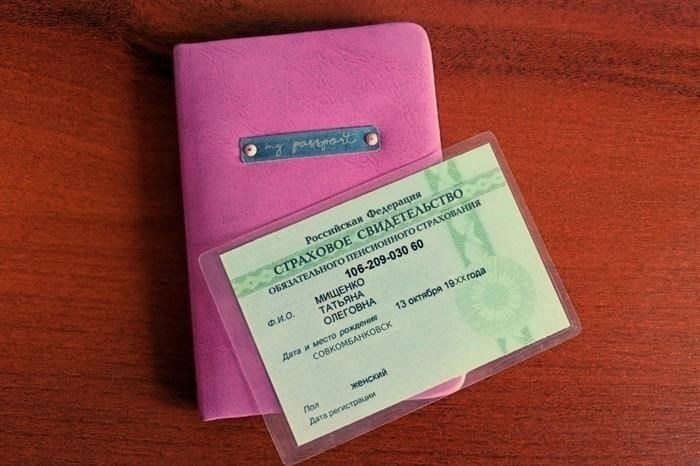 my passport
Российская Федерация
СТРАХОВОЕ СВИДЕТЕЛЬСТВО
ОБЯЗАТЕЛЬНОГО ПЕНСИОННОГО СТРАХОВАНИЯ
106-209-030 60
Ф.И.О. МИЩЕНКО
ТАТЬЯНА
ОЛЕГОВНА
Дата и место рождения 13 октября 19XX года
СОВКОМБАНКОВСК
Пол женский
Дата регистрации